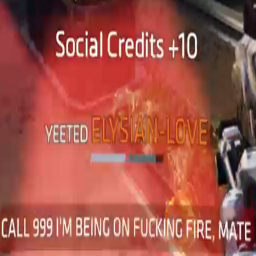 Social Credits +10
YEETED ELYSIAN-LOVE
CALL 999 I'M BEING ON FUCKING FIRE, MATE